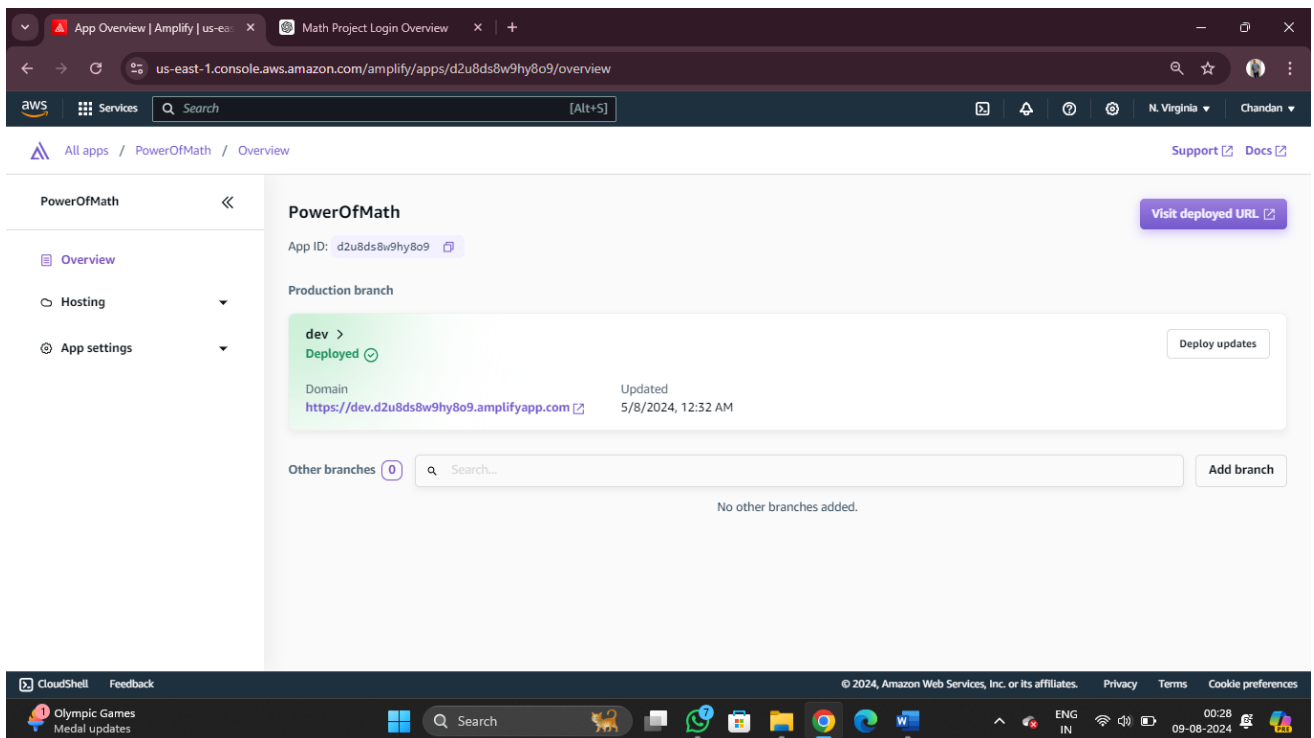 App Overview | Amplify | us-eas
Math Project Login Overview
us-east-1.console.aws.amazon.com/amplify/apps/d2u8ds8w9hy8o9/overview
aws Services Search [Alt+S] N. Virginia Chandan
All apps / PowerOfMath / Overview Support Docs
PowerOfMath
Overview
Hosting
App settings
PowerOfMath
Visit deployed URL
App ID: d2u8ds8w9hy8o9
Production branch
dev >
Deployed
Deploy updates
Domain Updated
https://dev.d2u8ds8w9hy8o9.amplifyapp.com 5/8/2024, 12:32 AM
Other branches 0 Search... Add branch
No other branches added.
CloudShell Feedback © 2024, Amazon Web Services, Inc. or its affiliates. Privacy Terms Cookie preferences
1 Olympic Games
Medal updates
Search
7
ENG
IN
00:28
09-08-2024
PRE